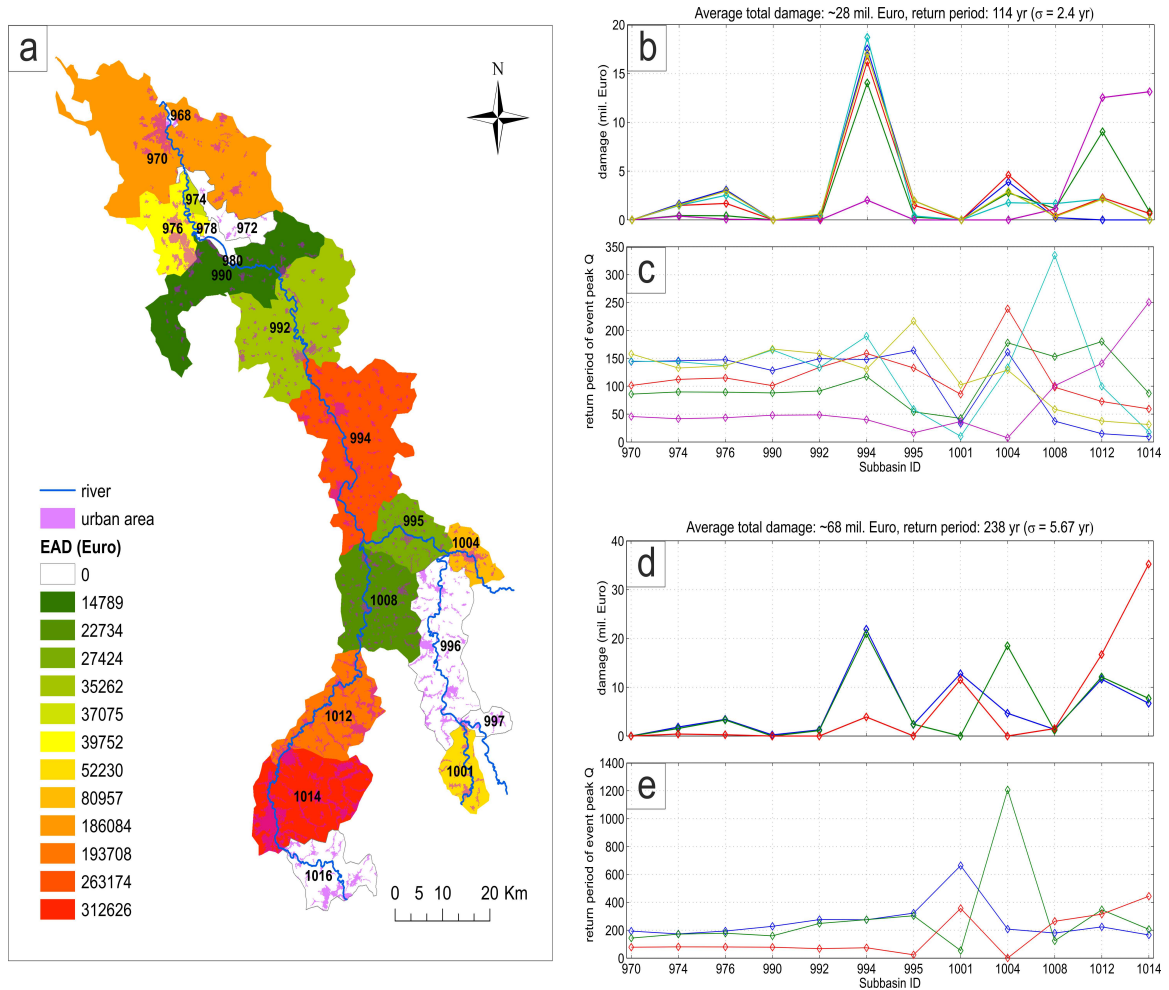 a
N
968
970
974
976
978
972
980
990
992
994
995
1004
1008
996
997
1012
1001
1014
1016
river
urban area
EAD (Euro)
0
14789
22734
27424
35262
37075
39752
52230
80957
186084
193708
263174
312626
0 10 20 Km
Average total damage: ~28 mil. Euro, return period: 114 yr (σ = 2.4 yr)
b
damage (mil. Euro)
20
15
10
5
0
c
return period of event peak Q
350
300
250
200
150
100
50
0
970 974 976 990 992 994 995 1001 1004 1008 1012 1014
Subbasin ID
Average total damage: ~68 mil. Euro, return period: 238 yr (σ = 5.67 yr)
d
damage (mil. Euro)
40
30
20
10
0
e
return period of event peak Q
1400
1200
1000
800
600
400
200
0
970 974 976 990 992 994 995 1001 1004 1008 1012 1014
Subbasin ID